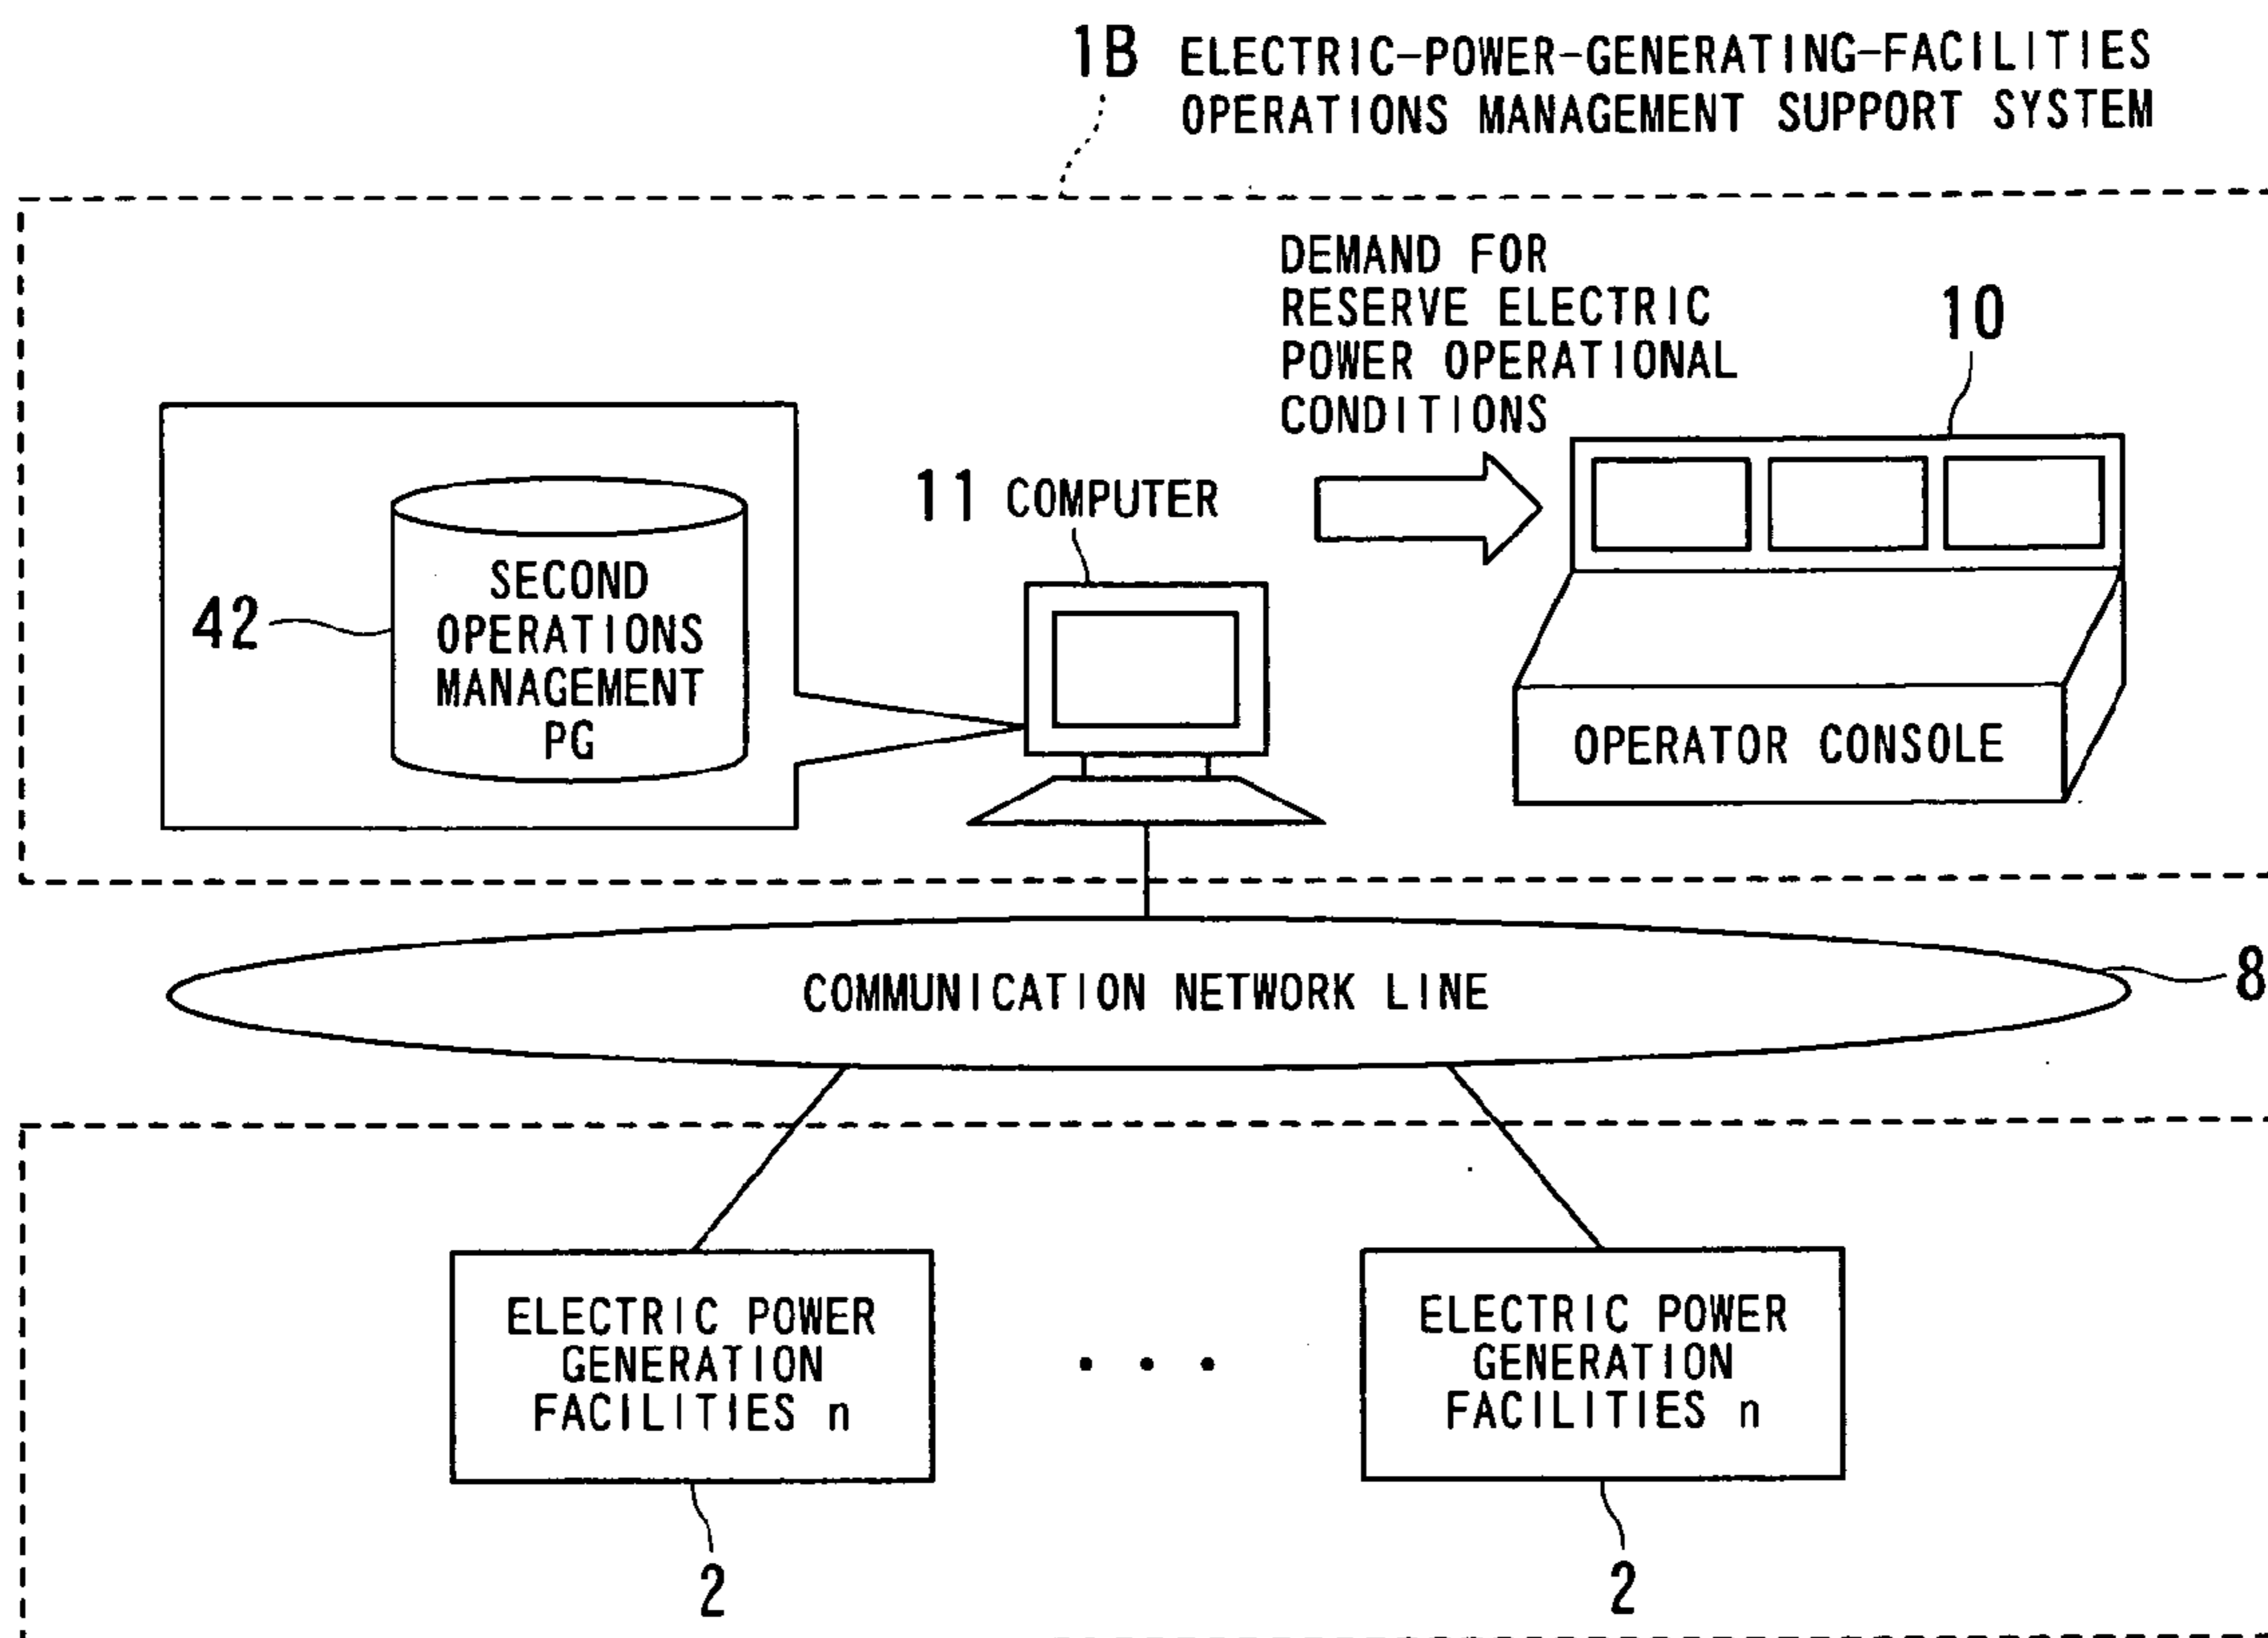 1B ELECTRIC-POWER-GENERATING-FACILITIES
OPERATIONS MANAGEMENT SUPPORT SYSTEM
DEMAND FOR
RESERVE ELECTRIC
POWER OPERATIONAL
CONDITIONS
10
11 COMPUTER
42
SECOND
OPERATIONS
MANAGEMENT
PG
OPERATOR CONSOLE
COMMUNICATION NETWORK LINE
8
ELECTRIC POWER
GENERATION
FACILITIES n
2
• • •
ELECTRIC POWER
GENERATION
FACILITIES n
2